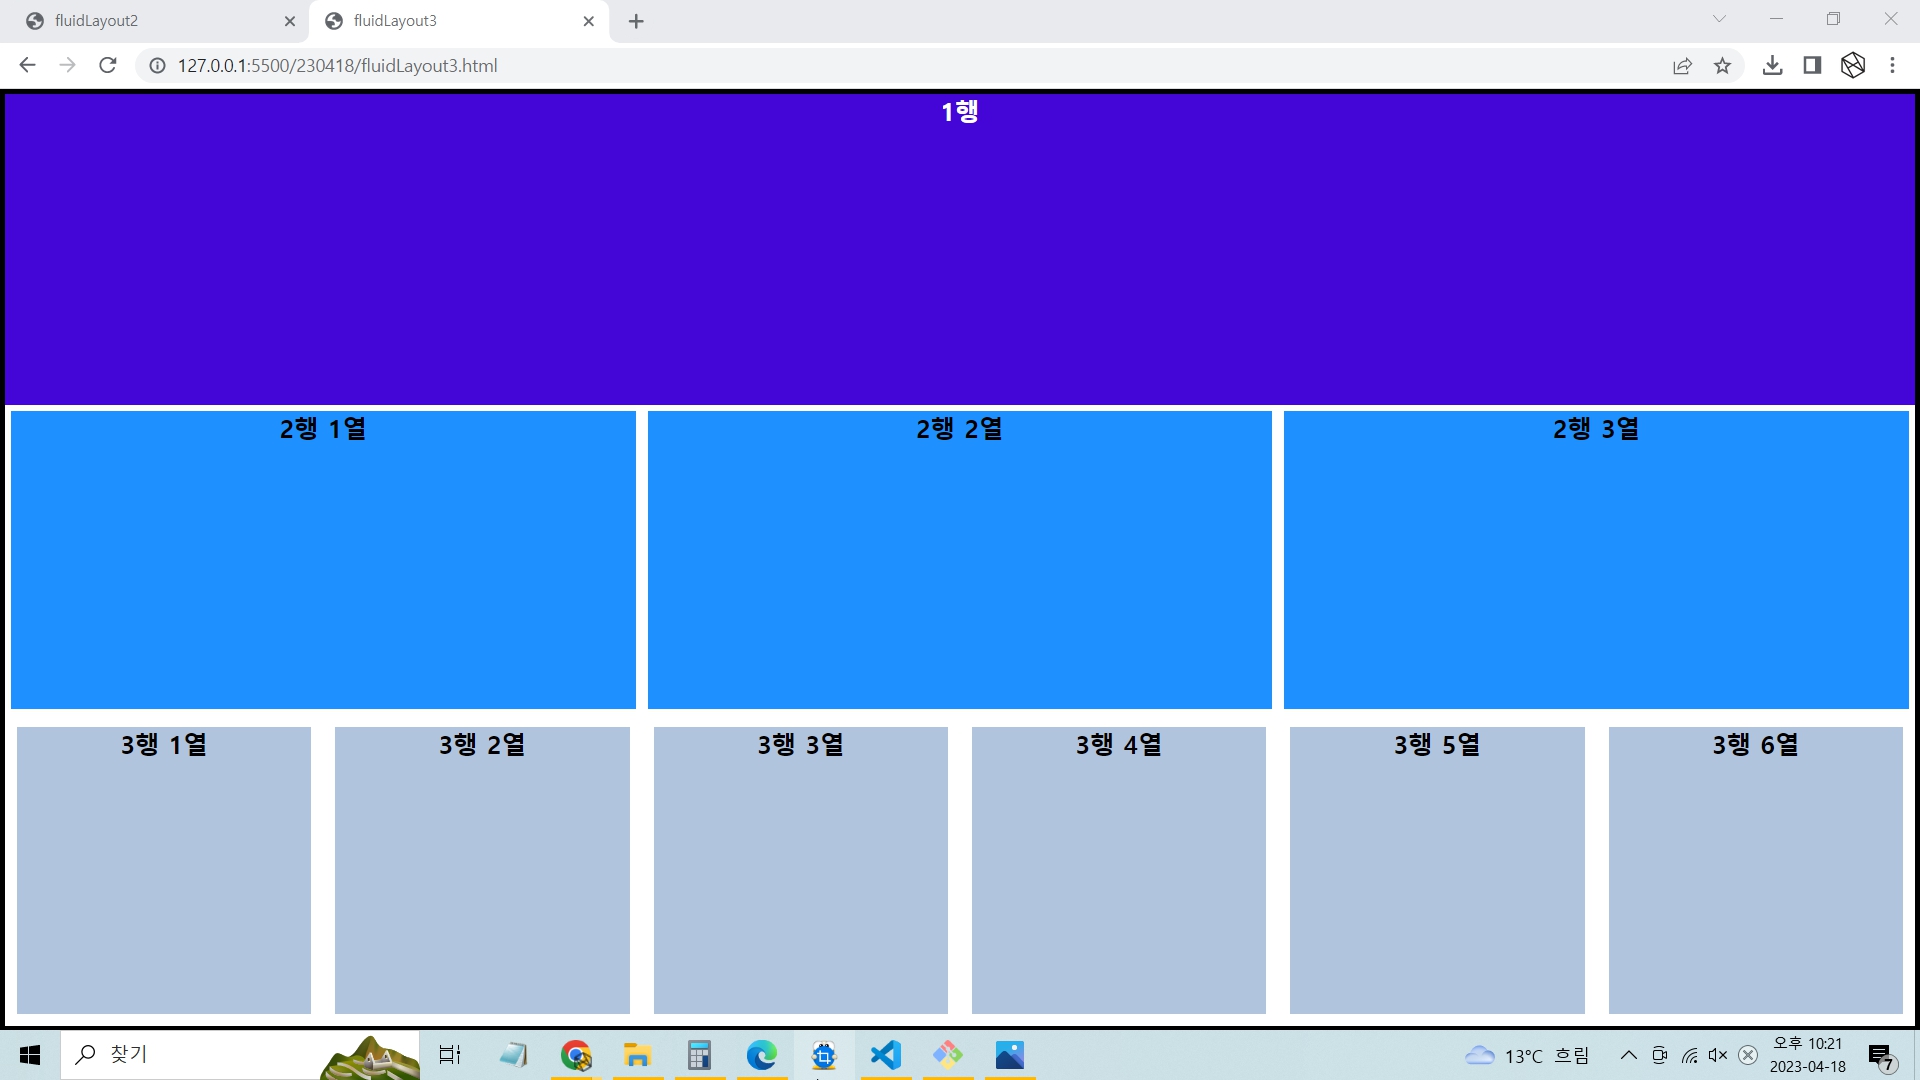 fluidLayout2
fluidLayout3
127.0.0.1:5500/230418/fluidLayout3.html
1행
2행 1열
2행 2열
2행 3열
3행 1열
3행 2열
3행 3열
3행 4열
3행 5열
3행 6열
찾기
13°C 흐림
오후 10:21
2023-04-18
7